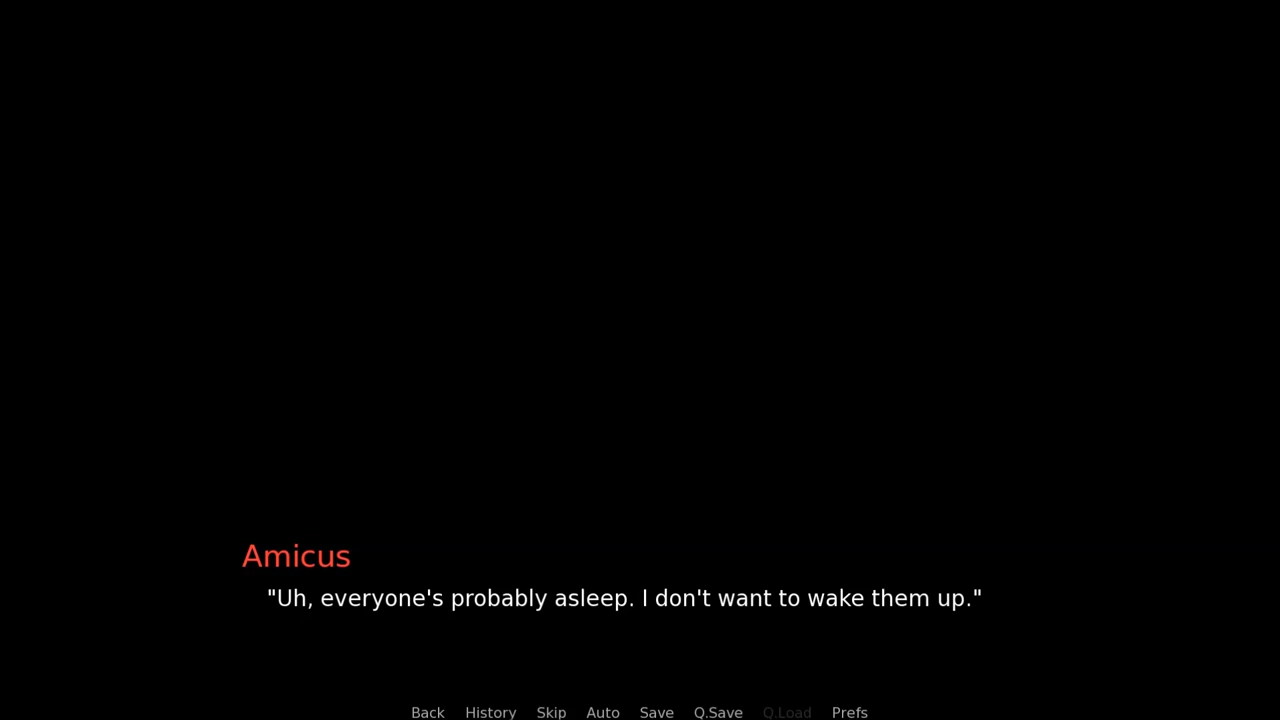 Amicus
"Uh, everyone's probably asleep. I don't want to wake them up."
Back History Skip Auto Save Q.Save Q.Load Prefs